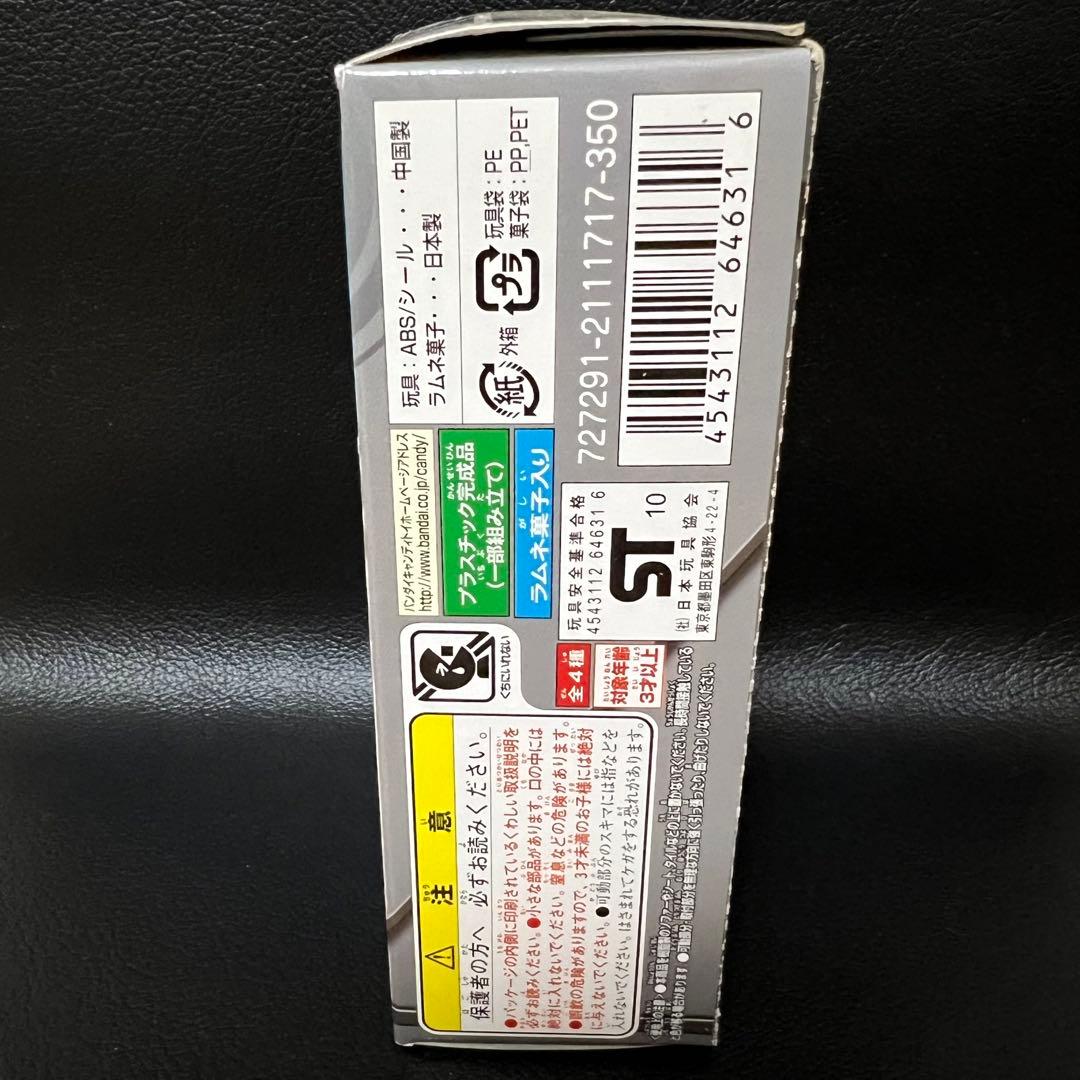 玩具：ABS/シール・・・中国製
ラムネ菓子・・・日本製
紙
外箱
プラ
玩具袋：PE
菓子袋：PP,PET
727291-211717-350
4543112 646316
バンダイキャンディトイホームページアドレス
http://www.bandai.co.jp/candy/
プラスチック完成品
(一部組み立て)
ラムネ菓子入り
玩具安全基準合格
4543112 646316
ST
10
(社)日本玩具協会
東京都墨田区東駒形4-22-4
くちにいれない
全4種
対象年齢
3才以上
注意
保護者の方へ 必ずお読みください。
●パッケージの内側に印刷されているくわしい取扱説明を
必ずお読みください。●小さな部品があります。口の中には
絶対に入れないでください。窒息などの危険があります。
●誤飲の危険がありますので、3才未満のお子様には絶対
に与えないでください。●可動部分のスキマには指などを
入れないでください。はさまれてケガをする恐れがあります。